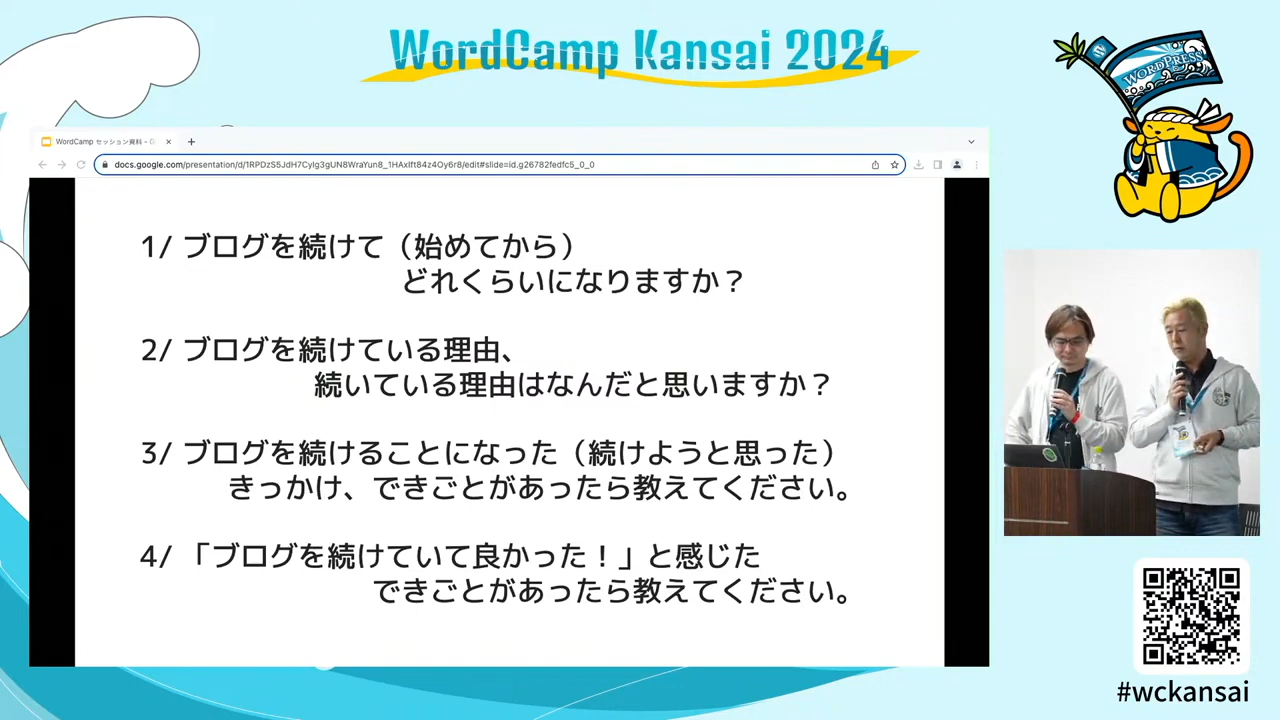 WordCamp Kansai 2024
WORDPRESS
WordCamp セッション資料 - G
docs.google.com/presentation/d/1RPDzS5JdH7Cylg3gUN8WraYun8_1HAxIft84z4Oy6r8/edit#slide=id.g26782fedfc5_0_0
1/ ブログを続けて（始めてから）
どれくらいになりますか？
2/ ブログを続けている理由、
続いている理由はなんだと思いますか？
3/ ブログを続けることになった（続けようと思った）
きっかけ、できごとがあったら教えてください。
4/ 「ブログを続けていて良かった！」と感じた
できごとがあったら教えてください。
#wckansai